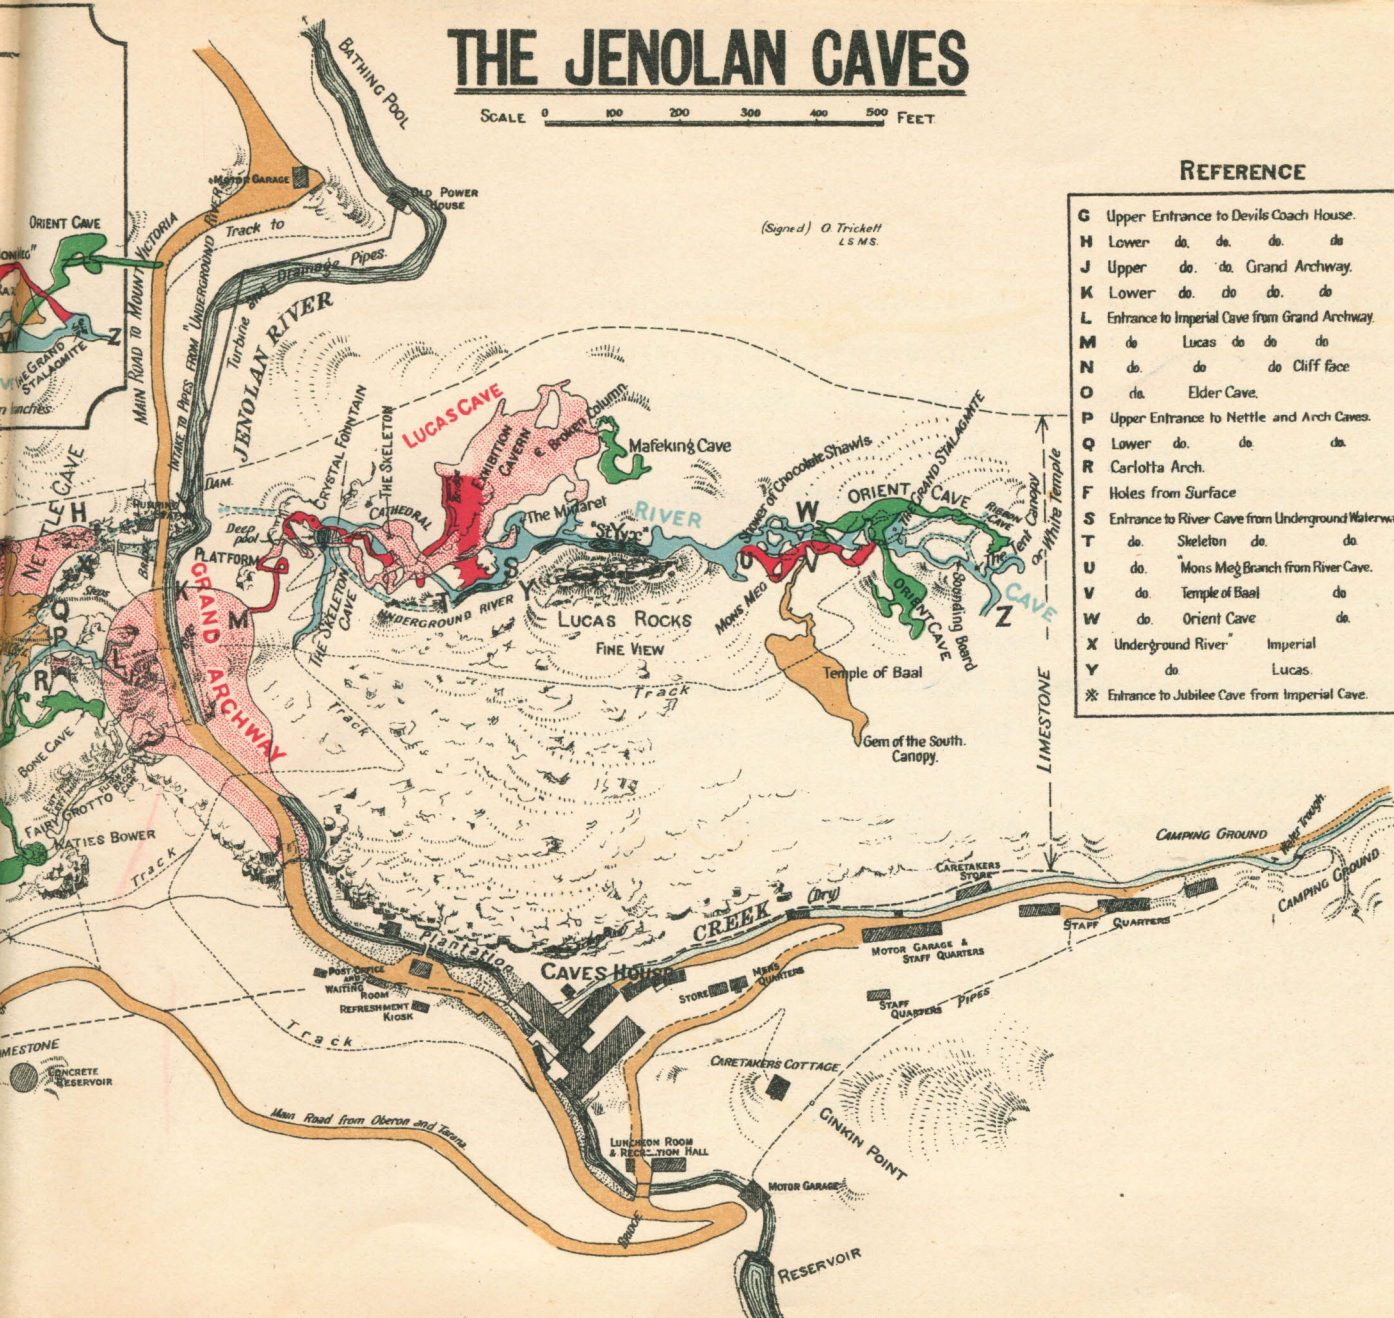 THE JENOLAN CAVES
SCALE 0 100 200 300 400 500 FEET
(Signed) O Trickett
L.S.M.S.
REFERENCE
G Upper Entrance to Devils Coach House.
H Lower do. do. do. do
J Upper do. do. Grand Archway.
K Lower do. do do. do
L Entrance to Imperial Cave from Grand Archway.
M do Lucas do do do
N do. do do Cliff face
O do. Elder Cave.
P Upper Entrance to Nettle and Arch Caves.
Q Lower do. do. do.
R Carlotta Arch.
F Holes from Surface
S Entrance to River Cave from Underground
T do. Skeleton do. do.
U do. "Mons Meg Branch from River Cave.
V do. Temple of Baal do
W do. Orient Cave do.
X Underground River" Imperial
Y do Lucas.
※ Entrance to Jubilee Cave from Imperial Cave.
BATHING POOL
MOTOR GARAGE
OLD POWER
HOUSE
Track to
ORIENT CAVE
THE GRAND
STALAGMITE
Z
MAIN ROAD TO MOUNT VICTORIA
INTAKE TO PIPES FROM "UNDERGROUND RIVER"
Turbine and Drainage Pipes.
JENOLAN RIVER
DAM.
NETTLE CAVE
H
X
Steps
Q
P
R
L
K
BONE CAVE
FAIRY GROTTO
KATIES BOWER
GRAND ARCHWAY
Deep
pool
PLATFORM
M
CRYSTAL FOUNTAIN
THE SKELETON
CATHEDRAL
LUCAS CAVE
EXHIBITION
CAVERN
Broken Column
Mafeking Cave
The Minaret
RIVER
"Styx"
S
T
Y
UNDERGROUND RIVER
THE SKELETON
CAVE
LUCAS ROCKS
FINE VIEW
Track
Track
Shower of Chocolate Shawls
W
ORIENT CAVE
THE GRAND STALAGMITE
RIBBON
CAVE
The Tent Canopy
or White Temple
U
V
MONS MEG
ORIENT CAVE
Sounding Board
Z
CAVE
Temple of Baal
Gem of the South.
Canopy.
LIMESTONE
CAMPING GROUND
Water Trough.
CAMPING GROUND
CARETAKERS
STORE
STAFF QUARTERS
(Dry)
CREEK
MOTOR GARAGE &
STAFF QUARTERS
Plantation
CAVES HOUSE
MENS
QUARTERS
STORE
STAFF
QUARTERS
PIPES
POST OFFICE
AND
WAITING
ROOM
REFRESHMENT
KIOSK
Track
Track
CONCRETE
RESERVOIR
CARETAKERS COTTAGE
GINKIN POINT
Main Road from Oberon and Tarana.
LUNCHEON ROOM
& RECREATION HALL
MOTOR GARAGE
BRIDGE
RESERVOIR